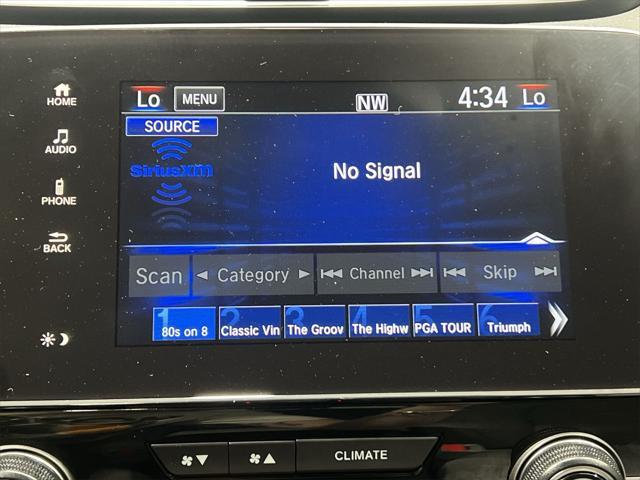 Lo MENU NW 4:34 Lo
HOME
SOURCE
AUDIO
SiriusXM
No Signal
PHONE
BACK
Scan Category Channel Skip
1 80s on 8
2 Classic Vin
3 The Groov
4 The Highw
5 PGA TOUR
6 Triumph
CLIMATE